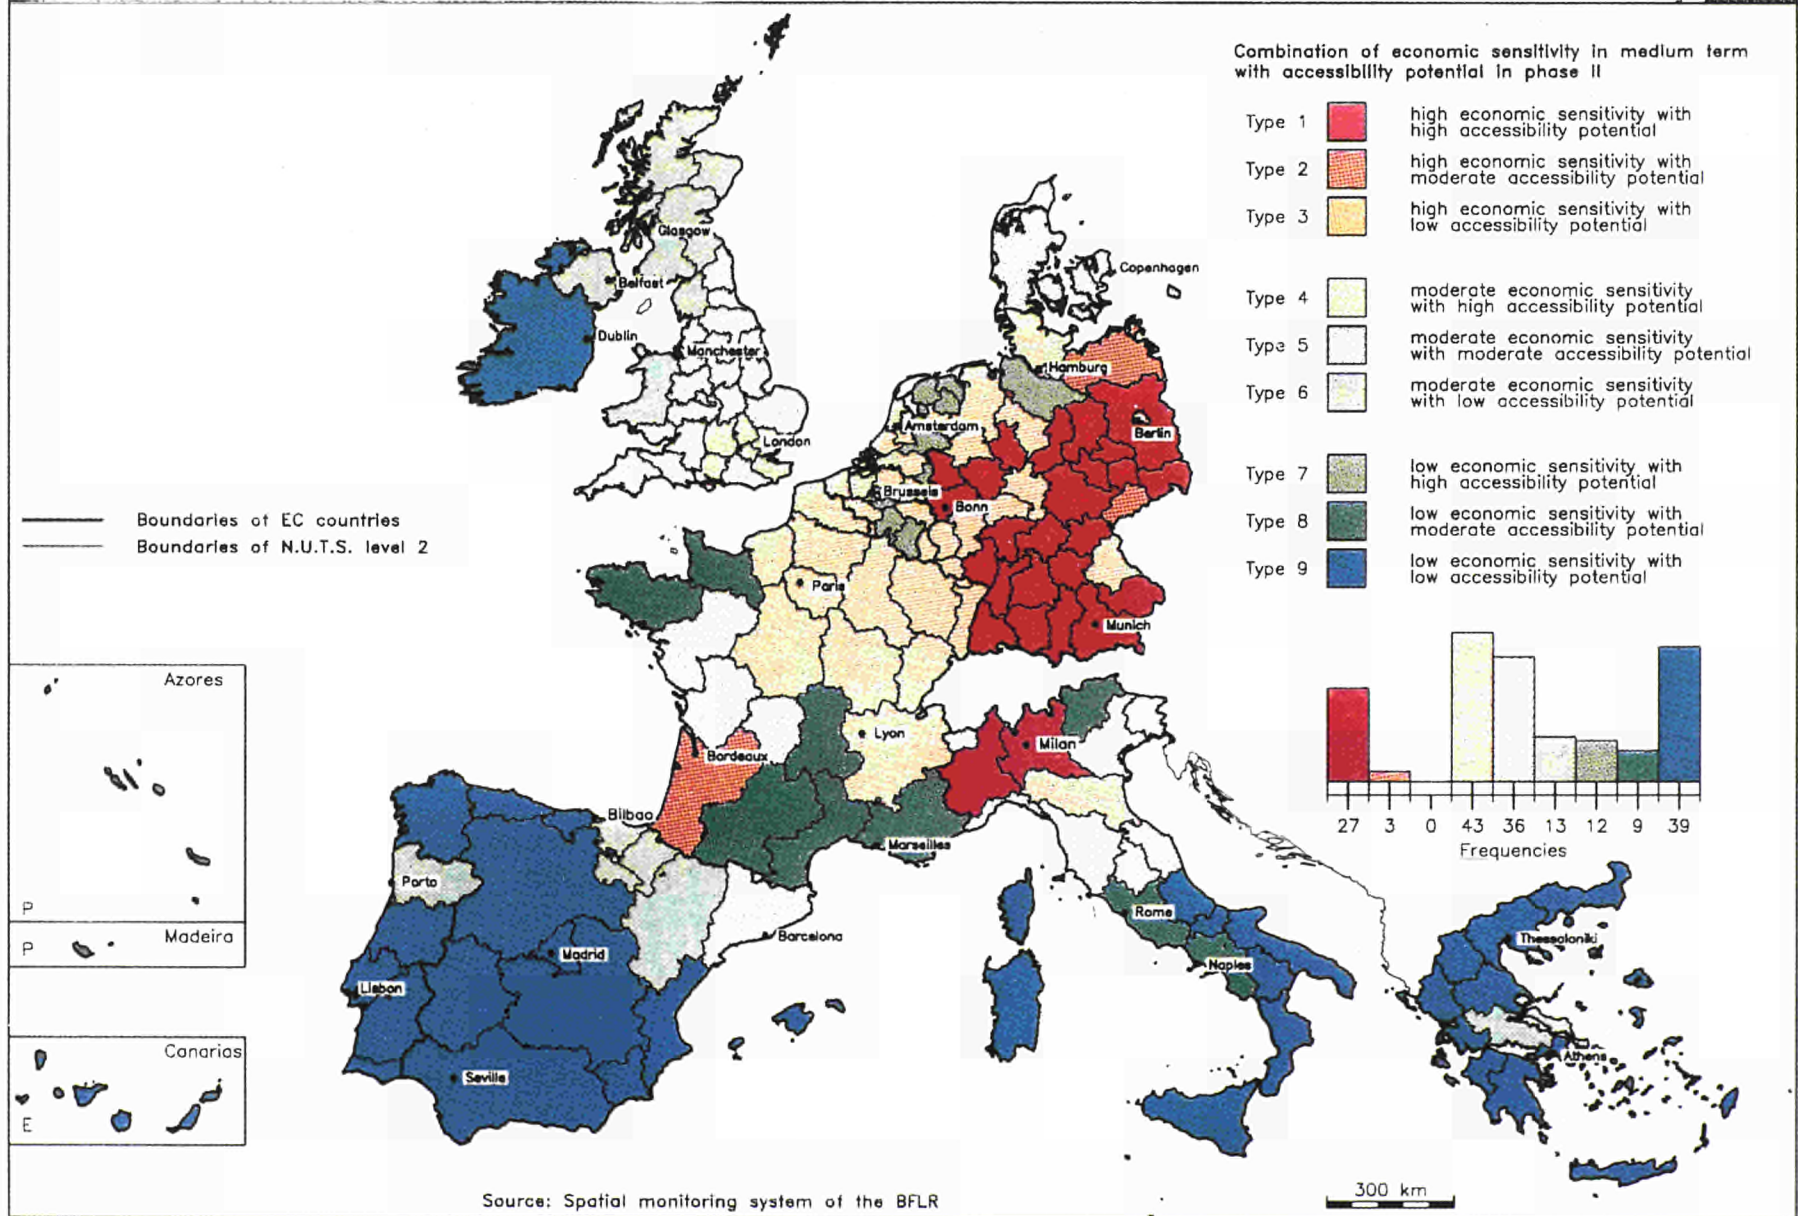 Combination of economic sensitivity in medium term
with accessibility potential in phase II
Type 1
high economic sensitivity with
high accessibility potential
Type 2
high economic sensitivity with
moderate accessibility potential
Type 3
high economic sensitivity with
low accessibility potential
Type 4
moderate economic sensitivity
with high accessibility potential
Type 5
moderate economic sensitivity
with moderate accessibility potential
Type 6
moderate economic sensitivity
with low accessibility potential
Type 7
low economic sensitivity with
high accessibility potential
Type 8
low economic sensitivity with
moderate accessibility potential
Type 9
low economic sensitivity with
low accessibility potential
27 3 0 43 36 13 12 9 39
Frequencies
Boundaries of EC countries
Boundaries of N.U.T.S. level 2
Glasgow
Belfast
Dublin
Manchester
London
Copenhagen
Hamburg
Amsterdam
Berlin
Brussels
Bonn
Paris
Munich
Lyon
Milan
Bordeaux
Bilbao
Marseilles
Porto
Rome
Barcelona
Madrid
Naples
Thessaloniki
Lisbon
Athens
Seville
Azores
P
Madeira
P
Canarias
E
Source: Spatial monitoring system of the BFLR
300 km